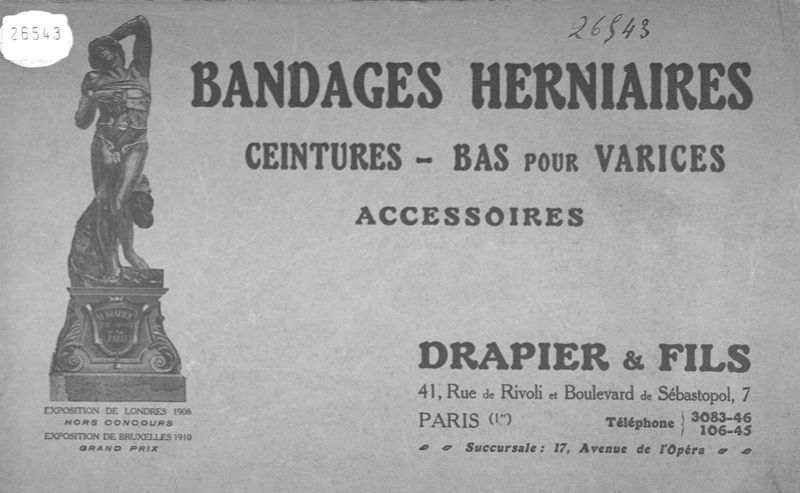 26543
26543
BANDAGES HERNIAIRES
CEINTURES – BAS POUR VARICES
ACCESSOIRES
DRAPIER
PARIS
EXPOSITION DE LONDRES 1908
HORS CONCOURS
EXPOSITION DE BRUXELLES 1910
GRAND PRIX
DRAPIER & FILS
41, Rue de Rivoli et Boulevard de Sébastopol, 7
PARIS (1er) Téléphone 3083-46
106-45
Succursale : 17, Avenue de l'Opéra